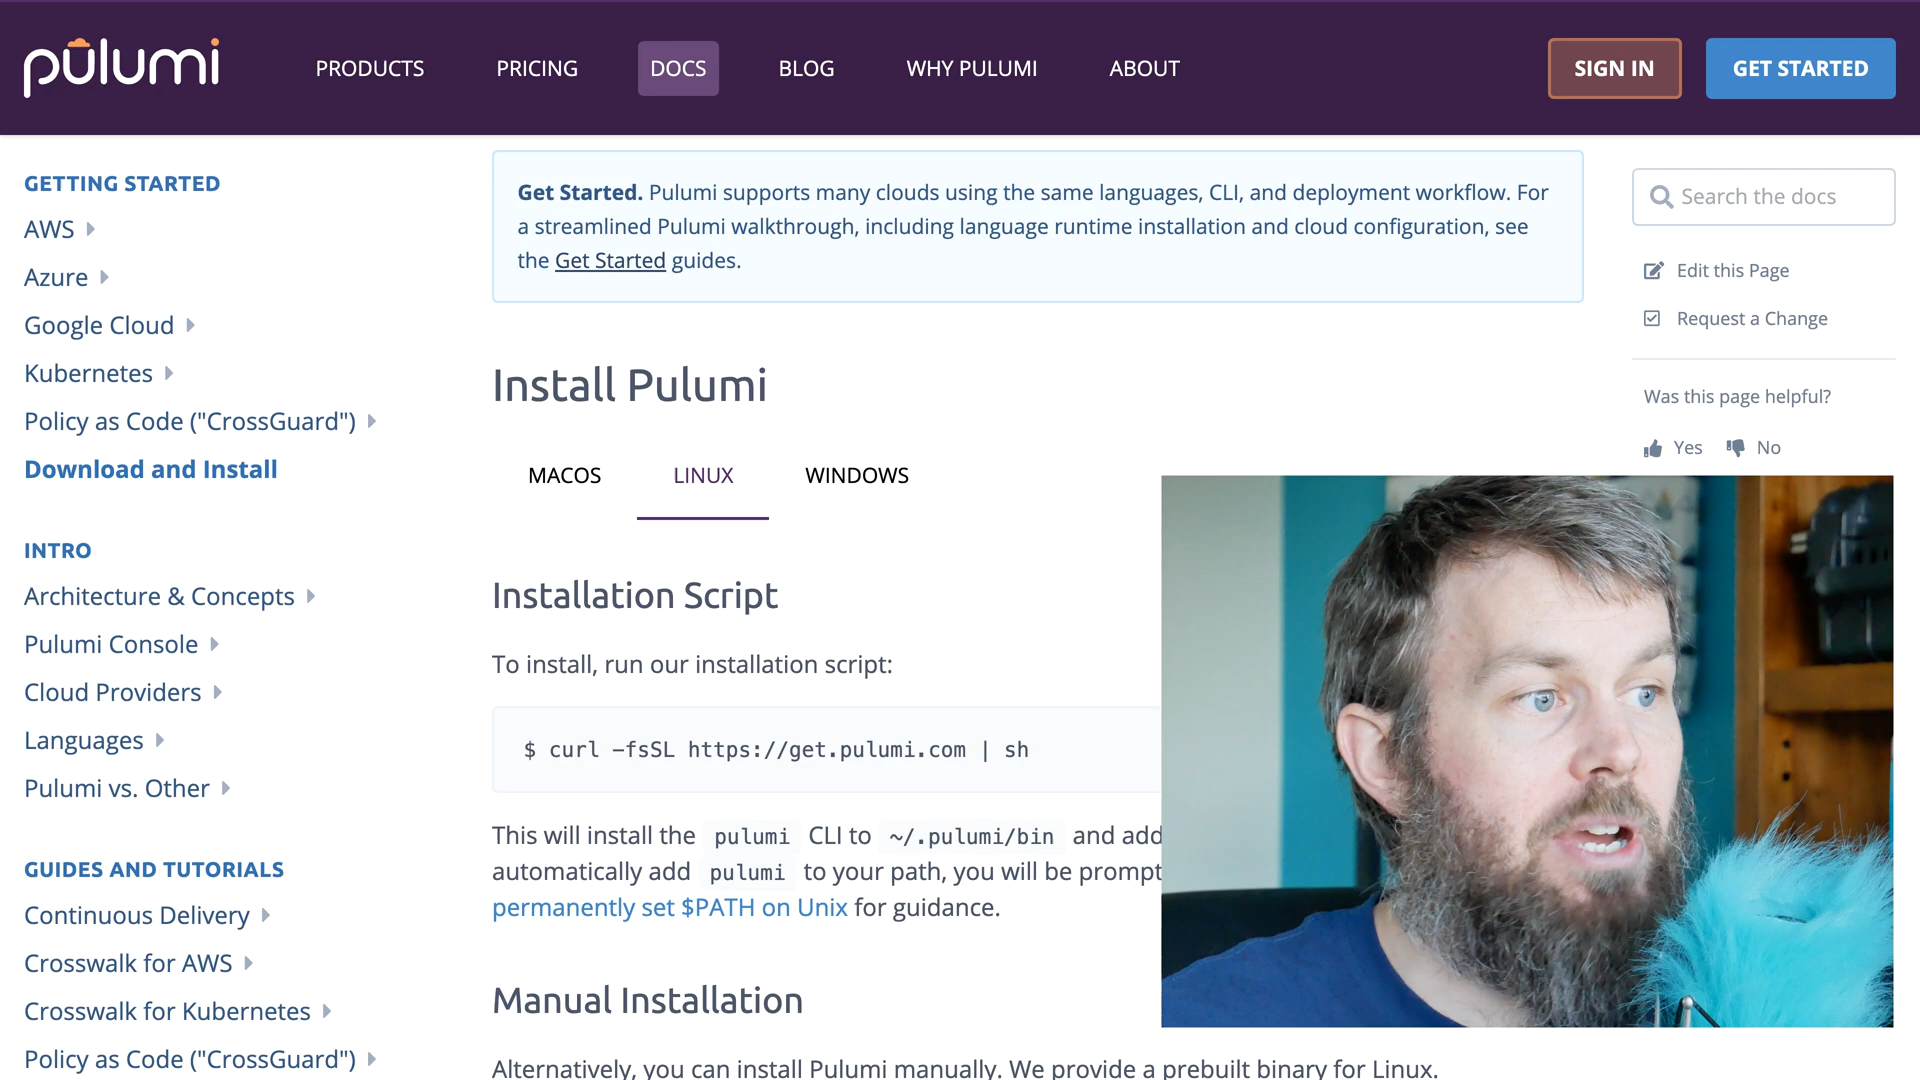 pulumi
PRODUCTS
PRICING
DOCS
BLOG
WHY PULUMI
ABOUT
SIGN IN
GET STARTED
GETTING STARTED
AWS
Azure
Google Cloud
Kubernetes
Policy as Code ("CrossGuard")
Download and Install
INTRO
Architecture & Concepts
Pulumi Console
Cloud Providers
Languages
Pulumi vs. Other
GUIDES AND TUTORIALS
Continuous Delivery
Crosswalk for AWS
Crosswalk for Kubernetes
Policy as Code ("CrossGuard")
Get Started. Pulumi supports many clouds using the same languages, CLI, and deployment workflow. For
a streamlined Pulumi walkthrough, including language runtime installation and cloud configuration, see
the Get Started guides.
Install Pulumi
MACOS
LINUX
WINDOWS
Installation Script
To install, run our installation script:
$ curl -fsSL https://get.pulumi.com | sh
This will install the pulumi CLI to ~/.pulumi/bin and add
automatically add pulumi to your path, you will be prompt
permanently set $PATH on Unix for guidance.
Manual Installation
Alternatively, you can install Pulumi manually. We provide a prebuilt binary for Linux.
Search the docs
Edit this Page
Request a Change
Was this page helpful?
Yes
No